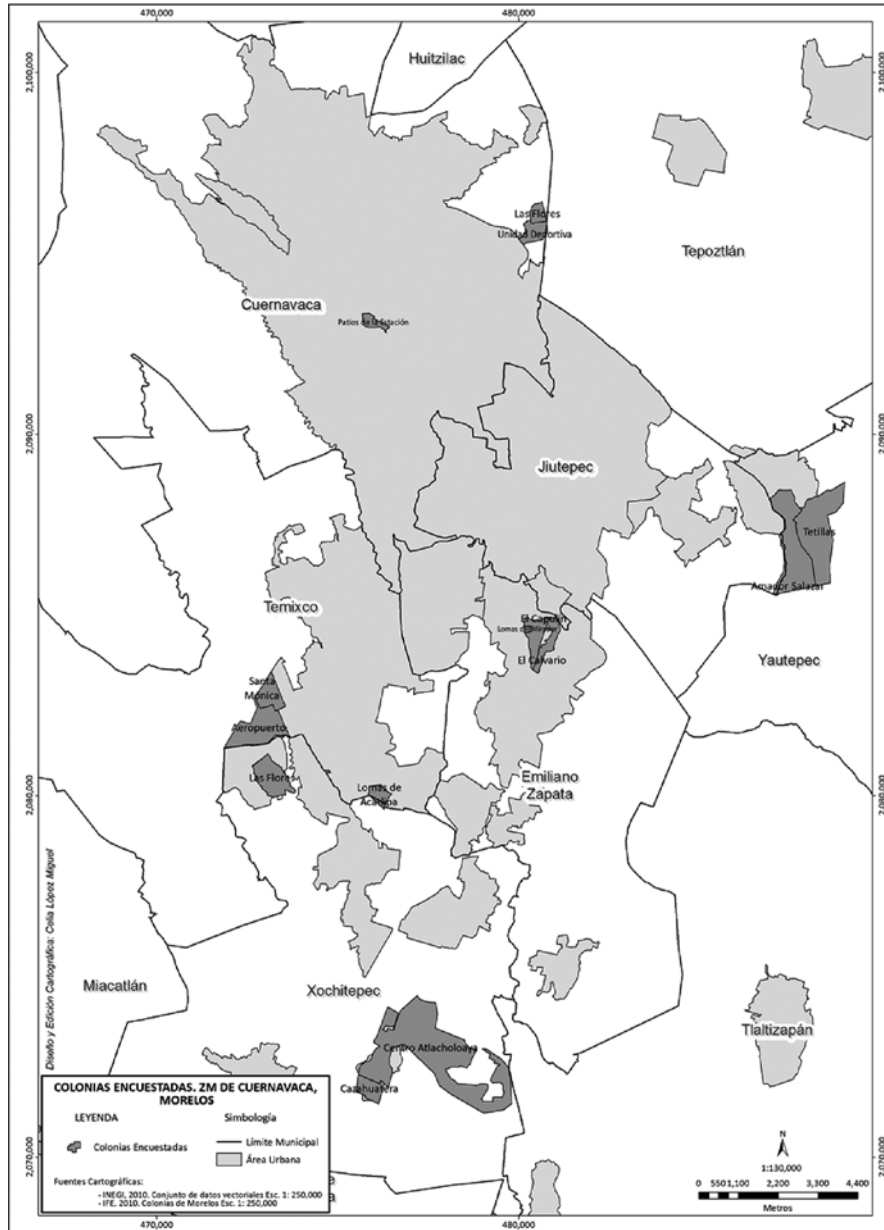 470,000
480,000
2,100,000
2,100,000
Huitzilac
Las Flores
Unidad Deportiva
Tepoztlán
Cuernavaca
Patios de la Estación
2,090,000
2,090,000
Jiutepec
Tetillas
Amador Salazar
Temixco
El Capulín
Lomas de
El Calvario
Yautepec
Santa
Mónica
Aeropuerto
Las Flores
Lomas de
Acatlipa
Emiliano
Zapata
2,080,000
2,080,000
Diseño y Edición Cartográfica: Celia López Miguel
Miacatlán
Xochitepec
Tlaltizapán
Centro Atlacholoaya
Cazahuatera
COLONIAS ENCUESTADAS. ZM DE CUERNAVACA,
MORELOS
LEYENDA
Simbología
Colonias Encuestadas
Límite Municipal
Área Urbana
Fuentes Cartográficas:
- INEGI, 2010. Conjunto de datos vectoriales Esc. 1: 250,000
- IFE, 2010. Colonias de Morelos Esc. 1: 250,000
2,070,000
2,070,000
N
1:130,000
0 550 1,100 2,200 3,300 4,400
Metros
470,000
480,000